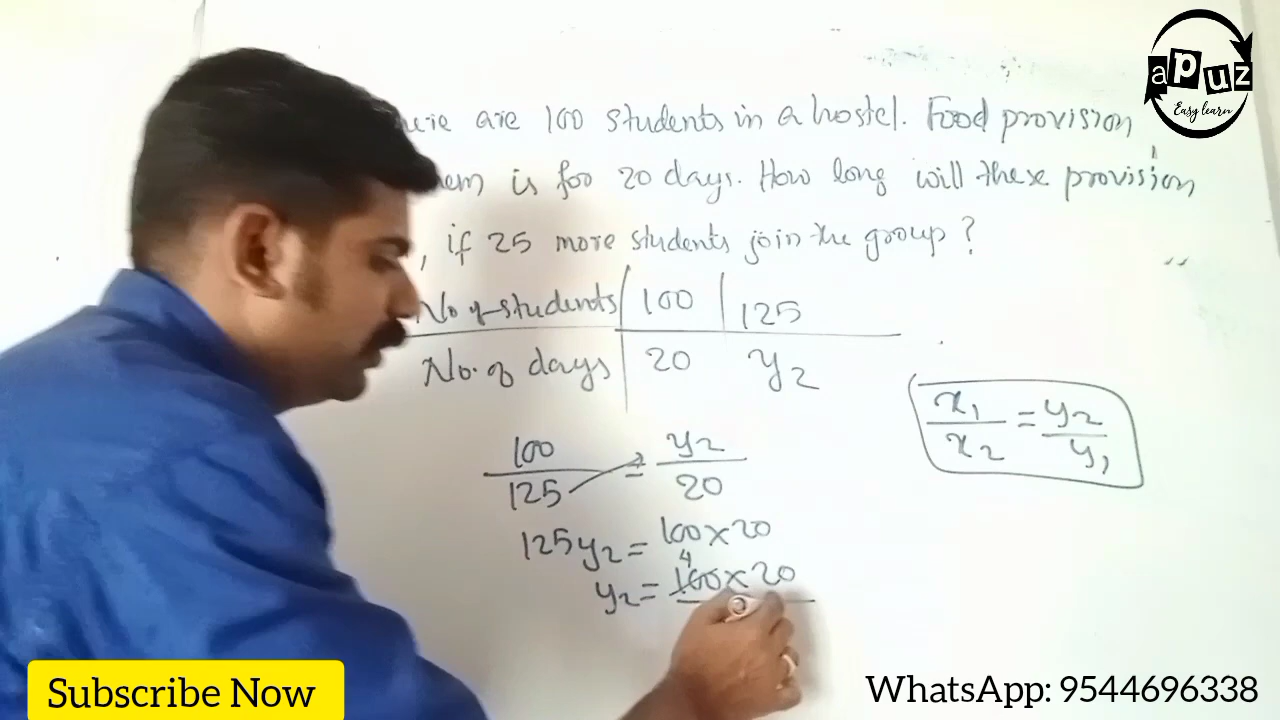 are 100 students in a hostel. Food provision
is for 20 days. How long will these provision
, if 25 more students join the group?
No of students 100 125
No. of days 20 y2
x1/x2 = y2/y1
100/125 = y2/20
125y2 = 100 x 20
4
y2 = 100 x 20
apuz
Easy learn
Subscribe Now
WhatsApp: 9544696338